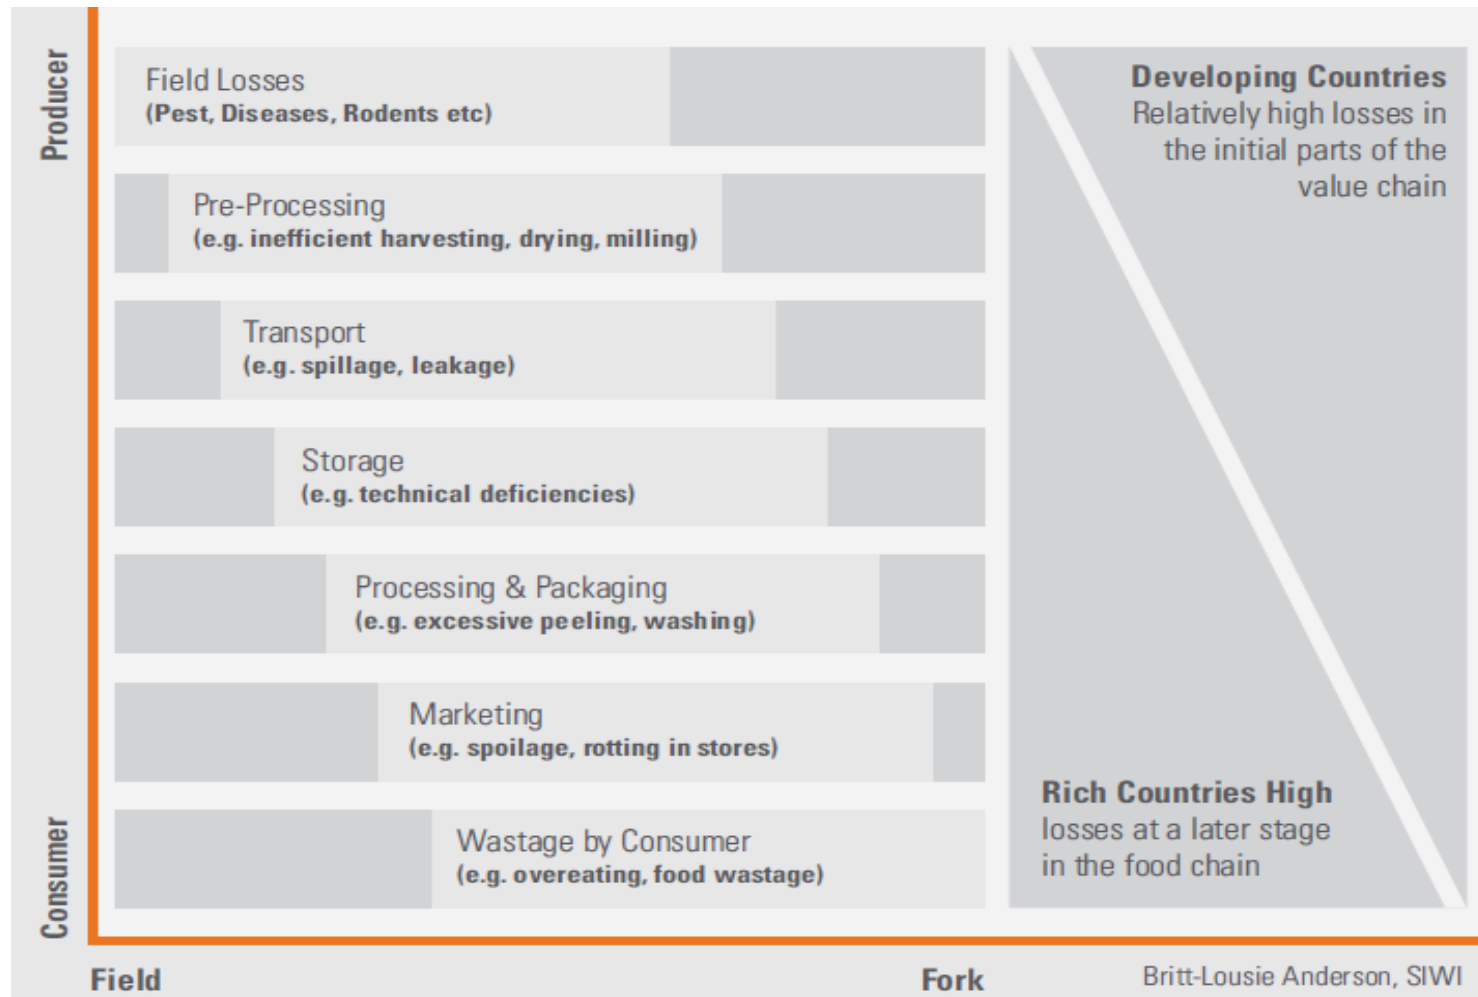 Producer
Field Losses
(Pest, Diseases, Rodents etc)
Pre-Processing
(e.g. inefficient harvesting, drying, milling)
Transport
(e.g. spillage, leakage)
Storage
(e.g. technical deficiencies)
Processing & Packaging
(e.g. excessive peeling, washing)
Marketing
(e.g. spoilage, rotting in stores)
Wastage by Consumer
(e.g. overeating, food wastage)
Consumer
Developing Countries
Relatively high losses in
the initial parts of the
value chain
Rich Countries High
losses at a later stage
in the food chain
Field
Fork
Britt-Lousie Anderson, SIWI